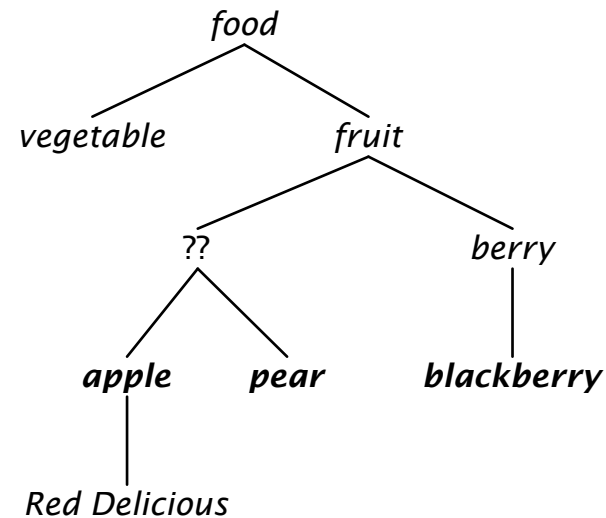 food
vegetable fruit
?? berry
apple pear blackberry
Red Delicious